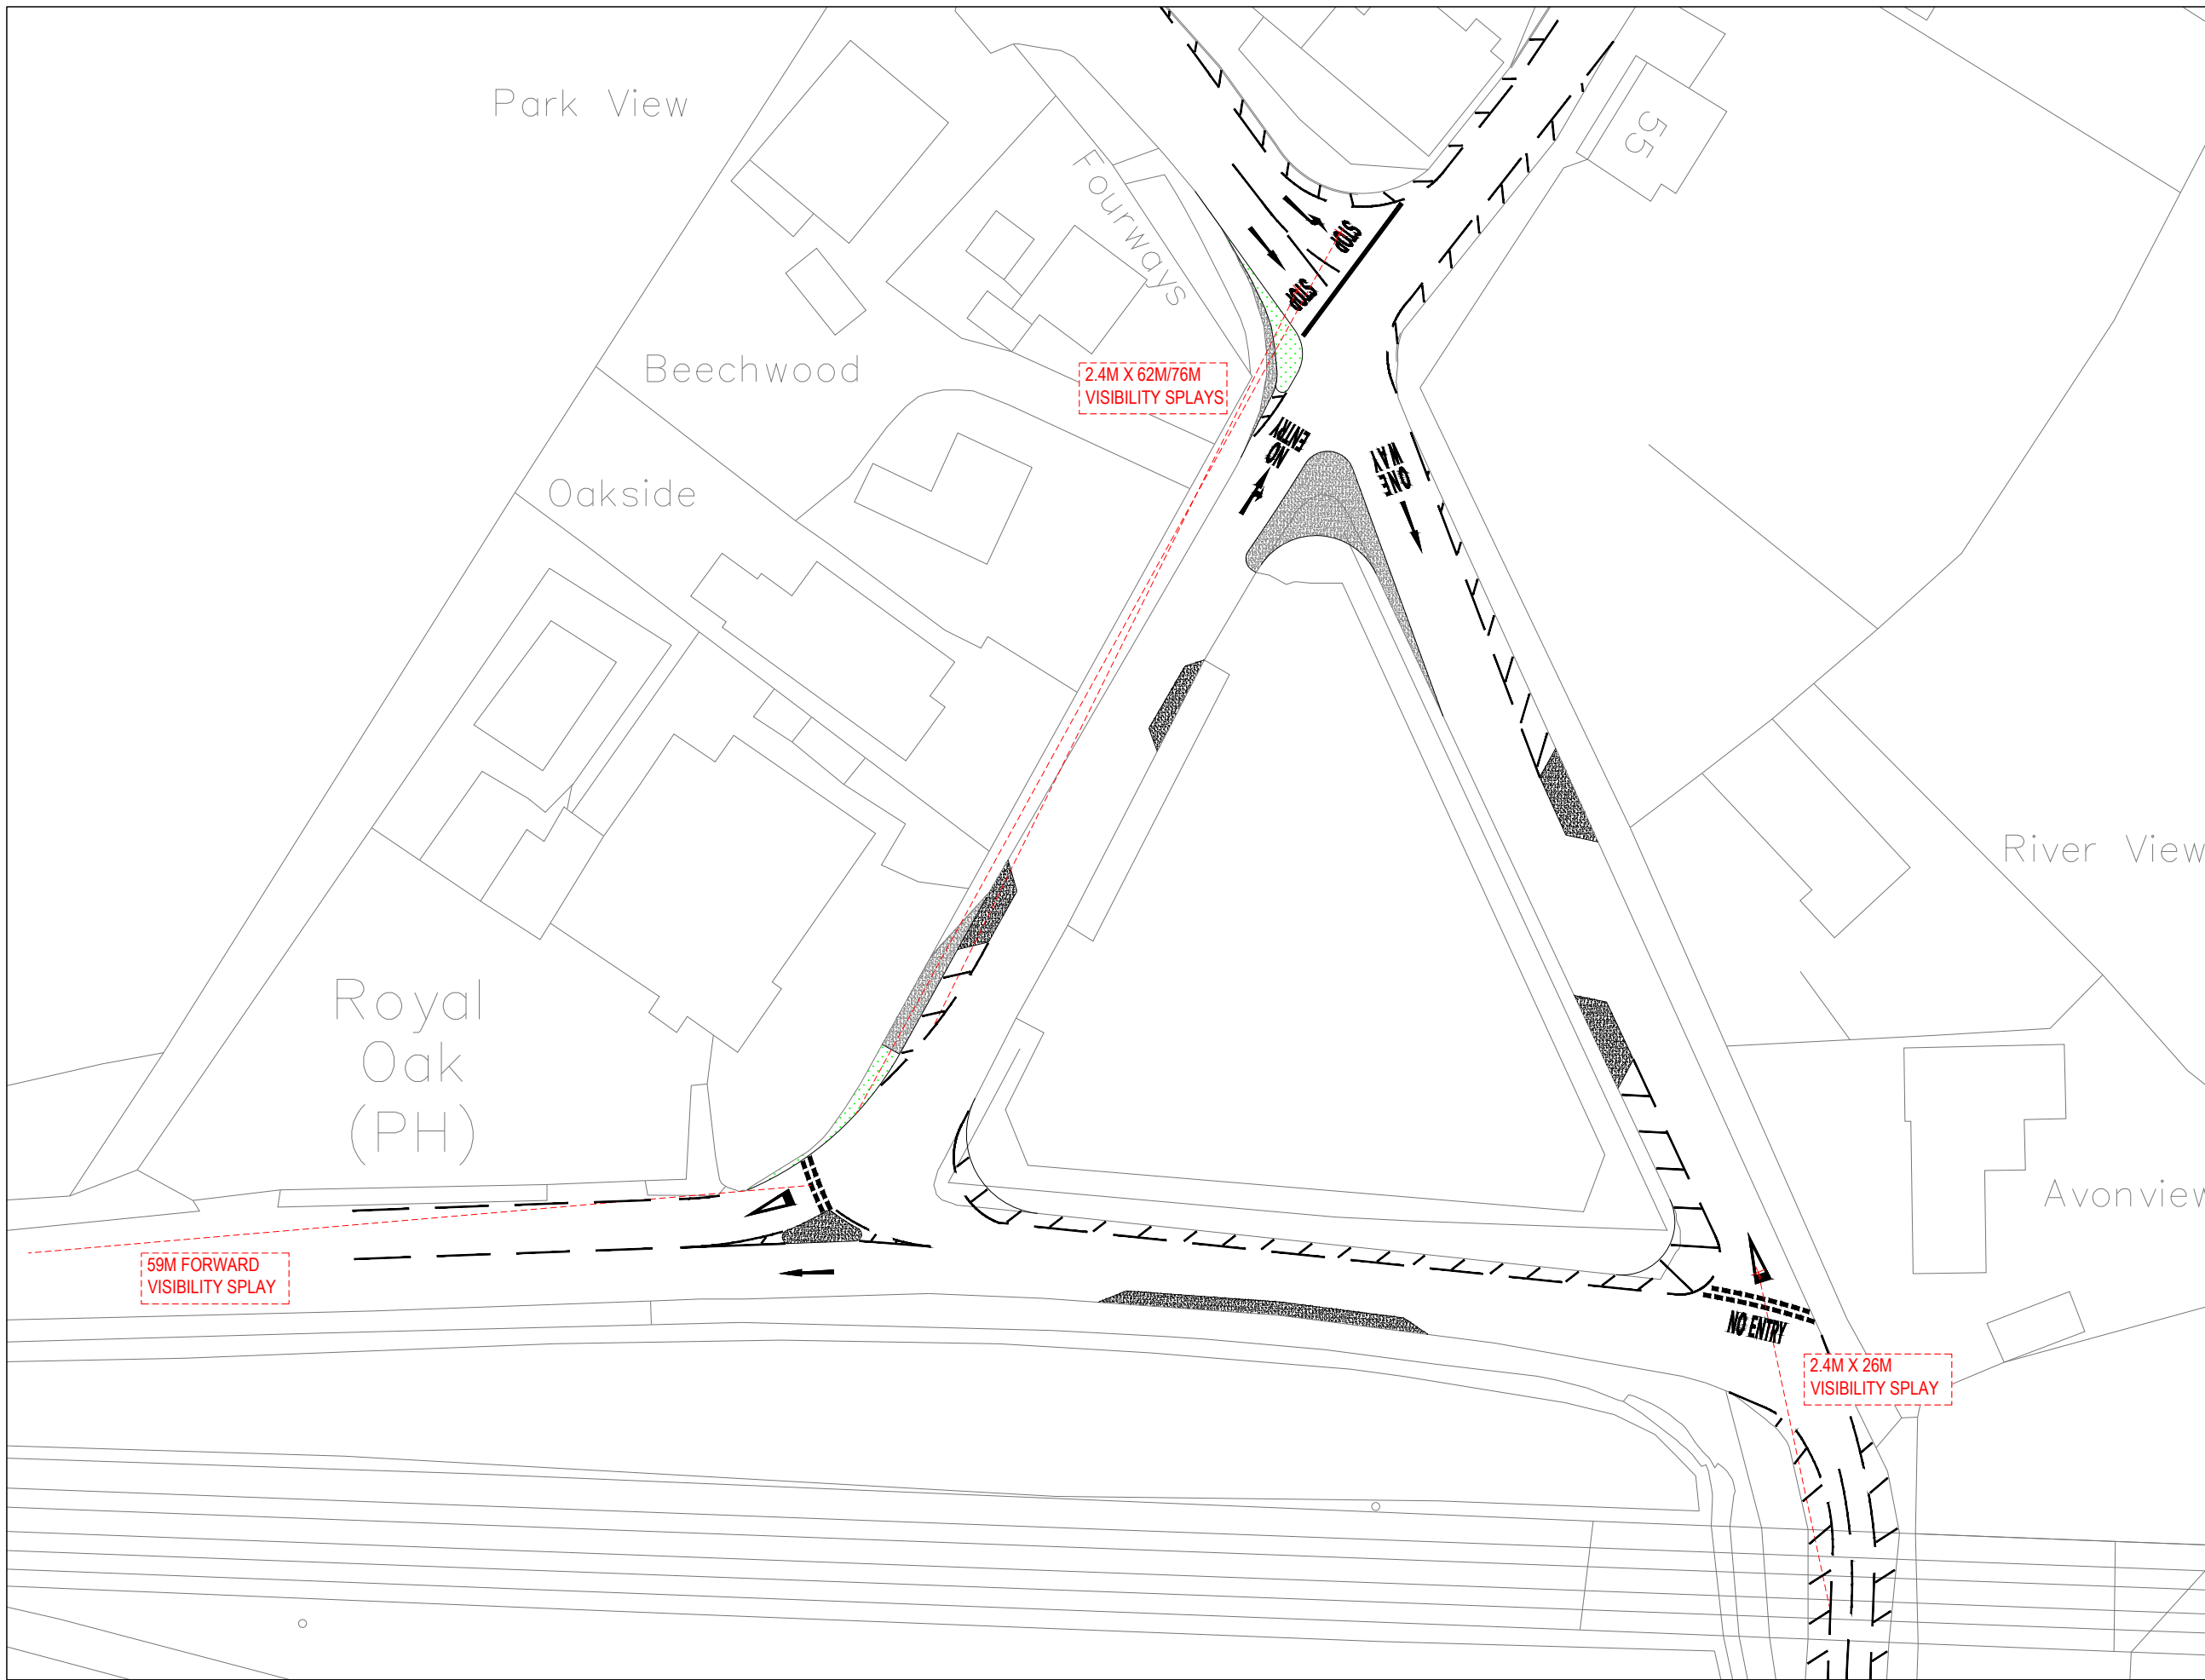 Park View
Fourways
55
STOP
STOP
Beechwood
2.4M X 62M/76M
VISIBILITY SPLAYS
NO
ENTRY
ONE
WAY
Oakside
River View
Royal
Oak
(PH)
Avonview
59M FORWARD
VISIBILITY SPLAY
NO ENTRY
2.4M X 26M
VISIBILITY SPLAY